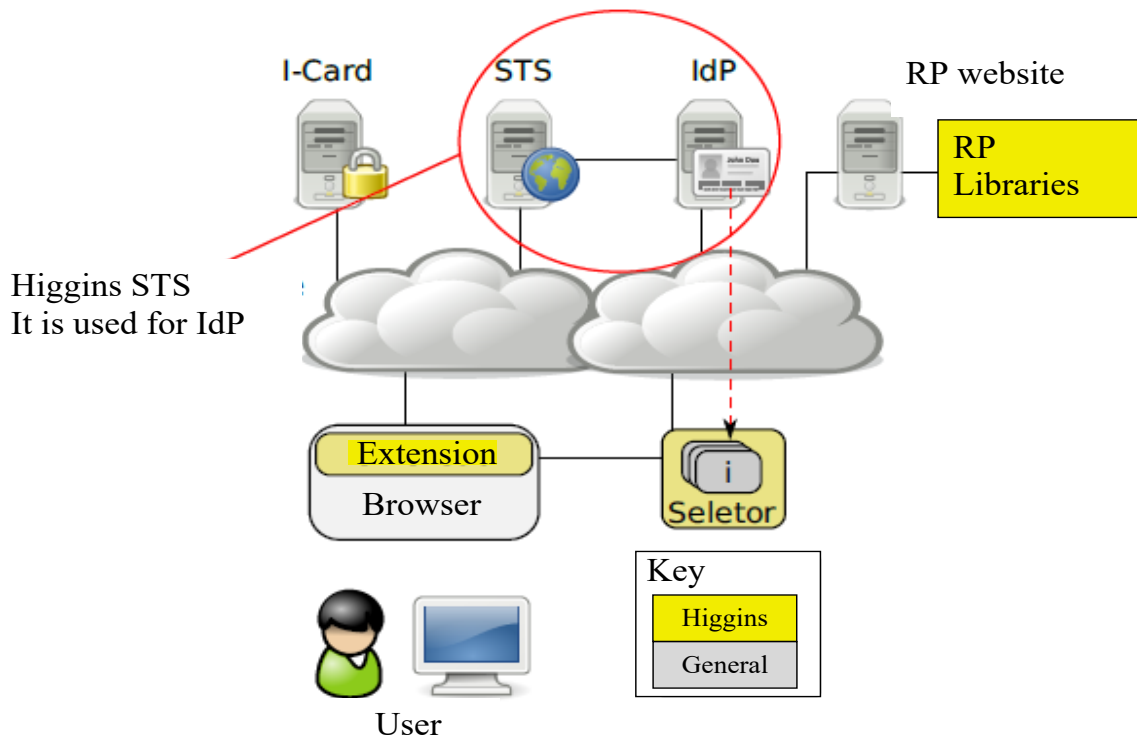 I-Card
STS
IdP
RP website
RP
Libraries
Higgins STS
It is used for IdP
John Doe
Extension
Browser
i
Seletor
Key
Higgins
General
User